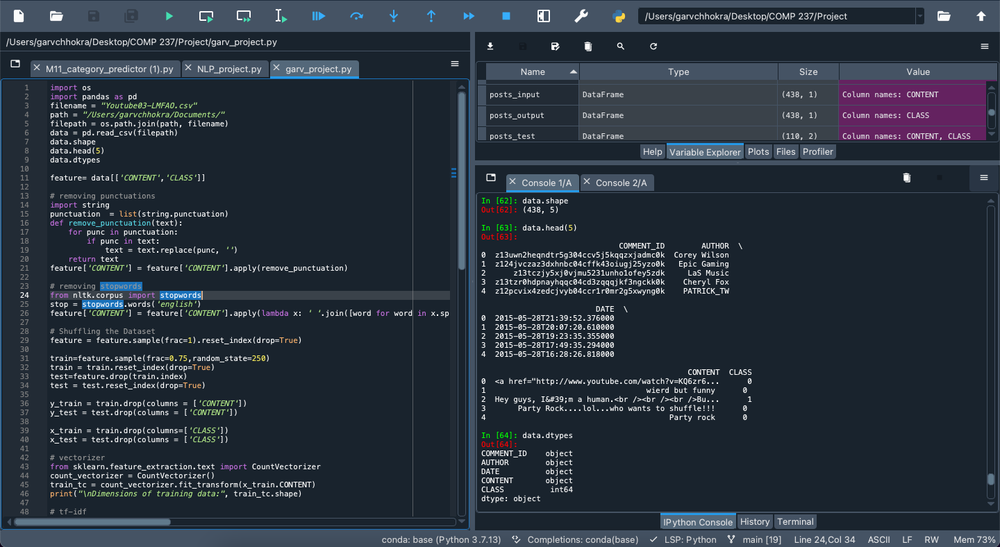 /Users/garvchhokra/Desktop/COMP 237/Project
/Users/garvchhokra/Desktop/COMP 237/Project/garv_project.py
M11_category_predictor (1).py
NLP_project.py
garv_project.py
1 import os
2 import pandas as pd
3 filename = "Youtube03-LMFAO.csv"
4 path = "/Users/garvchhokra/Documents/"
5 filepath = os.path.join(path, filename)
6 data = pd.read_csv(filepath)
7 data.shape
8 data.head(5)
9 data.dtypes
10
11 feature= data[['CONTENT','CLASS']]
12
13 # removing punctuations
14 import string
15 punctuation  = list(string.punctuation)
16 def remove_punctuation(text):
17     for punc in punctuation:
18         if punc in text:
19             text = text.replace(punc, '')
20     return text
21 feature['CONTENT'] = feature['CONTENT'].apply(remove_punctuation)
22
23 # removing stopwords
24 from nltk.corpus import stopwords
25 stop = stopwords.words('english')
26 feature['CONTENT'] = feature['CONTENT'].apply(lambda x: ' '.join([word for word in x.sp
27
28 # Shuffling the Dataset
29 feature = feature.sample(frac=1).reset_index(drop=True)
30
31 train=feature.sample(frac=0.75,random_state=250)
32 train = train.reset_index(drop=True)
33 test=feature.drop(train.index)
34 test = test.reset_index(drop=True)
35
36 y_train = train.drop(columns = ['CONTENT'])
37 y_test = test.drop(columns = ['CONTENT'])
38
39 x_train = train.drop(columns=['CLASS'])
40 x_test = test.drop(columns = ['CLASS'])
41
42 # vectorizer
43 from sklearn.feature_extraction.text import CountVectorizer
44 count_vectorizer = CountVectorizer()
45 train_tc = count_vectorizer.fit_transform(x_train.CONTENT)
46 print("\nDimensions of training data:", train_tc.shape)
47
48 # tf-idf
Name Type Size Value
posts_input DataFrame (438, 1) Column names: CONTENT
posts_output DataFrame (438, 1) Column names: CLASS
posts_test DataFrame (110, 2) Column names: CONTENT, CLASS
Help Variable Explorer Plots Files Profiler
Console 1/A Console 2/A
In [62]: data.shape
Out[62]: (438, 5)
In [63]: data.head(5)
Out[63]:
COMMENT_ID AUTHOR \
0 z13uwn2heqndtr5g304ccv5j5kqqzxjadmc0k Corey Wilson
1 z124jvczaz3dxhnbc04cffk43oiugj25yzo0k Epic Gaming
2 z13tczjy5xj0vjmu5231unho1ofey5zdk LaS Music
3 z13tzr0hdpnayhqqc04cd3zqqqjkf3ngckk0k Cheryl Fox
4 z12pcvix4zedcjvyb04ccr1r0mr2g5xwyng0k PATRICK_TW
DATE \
0 2015-05-28T21:39:52.376000
1 2015-05-28T20:07:20.610000
2 2015-05-28T19:23:35.355000
3 2015-05-28T17:49:35.294000
4 2015-05-28T16:28:26.818000
CONTENT CLASS
0 <a href="http://www.youtube.com/watch?v=KQ6zr6... 0
1 wierd but funny 0
2 Hey guys, I&#39;m a human.<br /><br /><br />Bu... 1
3 Party Rock....lol...who wants to shuffle!!! 0
4 Party rock 0
In [64]: data.dtypes
Out[64]:
COMMENT_ID object
AUTHOR object
DATE object
CONTENT object
CLASS int64
dtype: object
IPython Console History Terminal
conda: base (Python 3.7.13) Completions: conda(base) LSP: Python main [19] Line 24,Col 34 ASCII LF RW Mem 73%